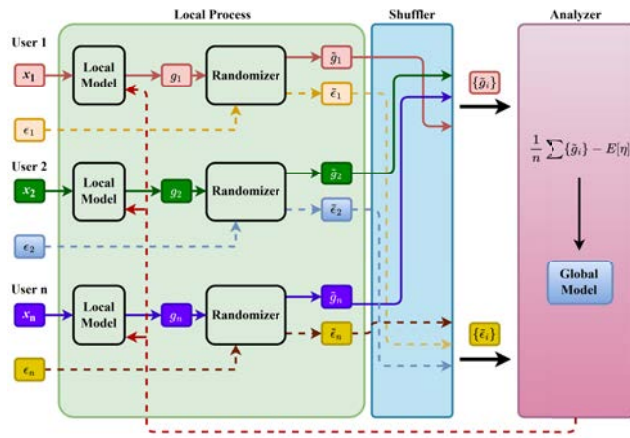 Local Process
Shuffler
Analyzer
User 1
x₁
Local
Model
g₁
Randomizer
g̃₁
ϵ₁
ϵ̃₁
{g̃ᵢ}
User 2
x₂
Local
Model
g₂
Randomizer
g̃₂
ϵ₂
ϵ̃₂
1/n ∑{g̃ᵢ} − E[η]
Global
Model
User n
xₙ
Local
Model
gₙ
Randomizer
g̃ₙ
ϵₙ
ϵ̃ₙ
{ϵ̃ᵢ}